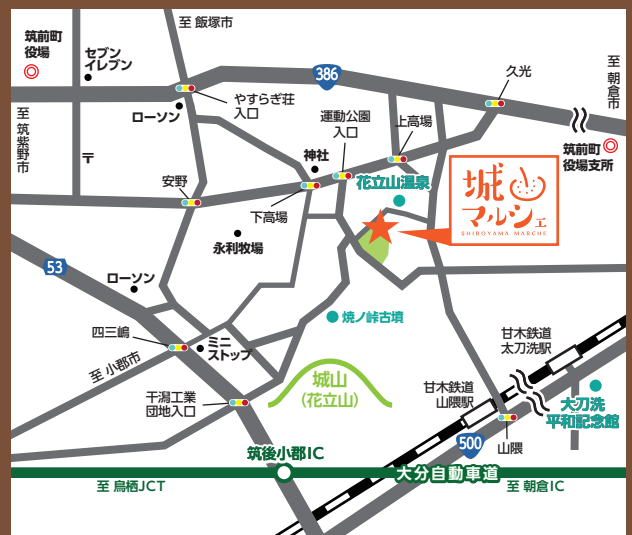 至 飯塚市
筑前町
役場
セブン
イレブン
386
久光
至 朝倉市
ローソン
やすらぎ荘
入口
運動公園
入口
上高場
至 筑紫野市
〒
神社
筑前町
役場支所
安野
花立山温泉
下高場
城山
マルシェ
SHIROYAMA MARCHE
永利牧場
53
ローソン
焼ノ峠古墳
四三嶋
ミニ
ストップ
甘木鉄道
太刀洗駅
至 小郡市
城山
(花立山)
甘木鉄道
山隈駅
干潟工業
団地入口
大刀洗
平和記念館
500
山隈
筑後小郡IC
大分自動車道
至 鳥栖JCT
至 朝倉IC